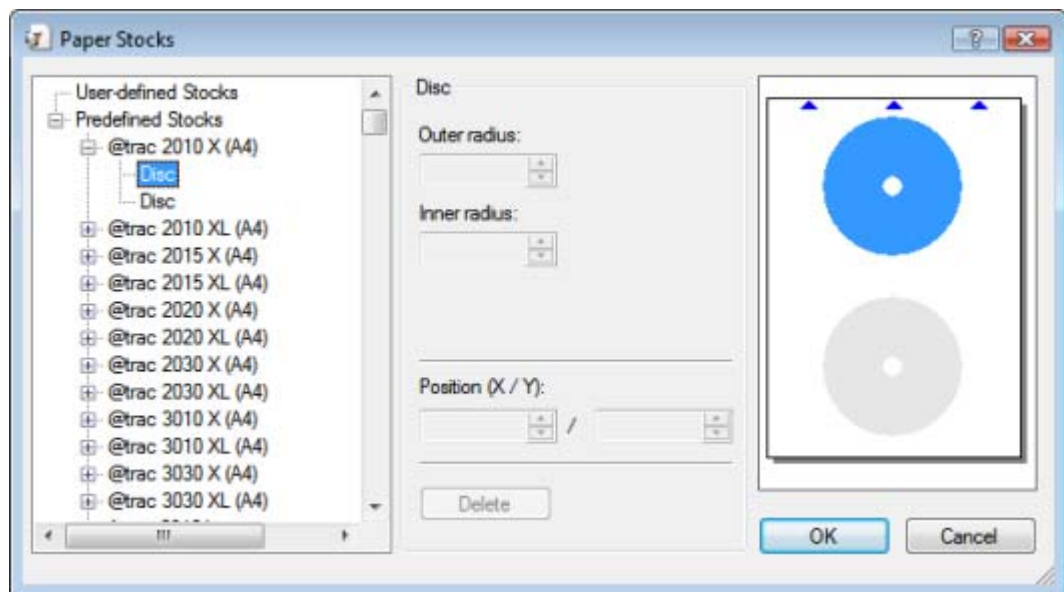 Paper Stocks
User-defined Stocks
Predefined Stocks
@trac 2010 X (A4)
Disc
Disc
@trac 2010 XL (A4)
@trac 2015 X (A4)
@trac 2015 XL (A4)
@trac 2020 X (A4)
@trac 2020 XL (A4)
@trac 2030 X (A4)
@trac 2030 XL (A4)
@trac 3010 X (A4)
@trac 3010 XL (A4)
@trac 3030 X (A4)
@trac 3030 XL (A4)
Disc
Outer radius:
Inner radius:
Position (X / Y):
/
Delete
OK
Cancel